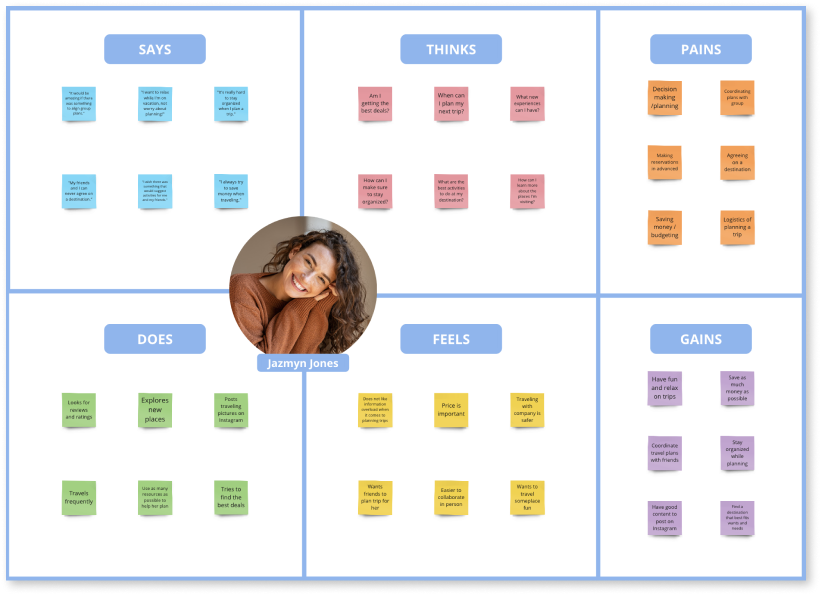 SAYS
"It would be
amazing if there
was something
to align group
plans."
"I want to relax
while I'm on
vacation, not
worry about
planning!"
"It's really hard
to stay
organized
when I plan a
trip."
"My friends
and I can
never agree on
a destination."
"I wish there was
something that
would suggest
activities for me
and my friends."
"I always try
to save
money when
traveling."
THINKS
Am I
getting the
best deals?
When can
I plan my
next trip?
What new
experiences
can I have?
How can I
make sure
to stay
organized?
What are the
best activities
to do at my
destination?
How can I
learn more
about the
places I'm
visiting?
PAINS
Decision
making
/planning
Coordinating
plans with
group
Making
reservations
in advanced
Agreeing
on a
destination
Saving
money /
budgeting
Logistics of
planning a
trip
Jazmyn Jones
DOES
Looks for
reviews
and ratings
Explores
new
places
Posts
traveling
pictures on
Instagram
Travels
frequently
Use as many
resources as
possible to
help her plan
Tries to
find the
best deals
FEELS
Does not like
information
overload when
it comes to
planning trips
Price is
important
Traveling
with
company is
safer
Wants
friends to
plan trip for
her
Easier to
collaborate
in person
Wants to
travel
someplace
fun
GAINS
Have fun
and relax
on trips
Save as
much
money as
possible
Coordinate
travel plans
with friends
Stay
organized
while
planning
Have good
content to
post on
Instagram
Find a
destination
that best fits
wants and
needs